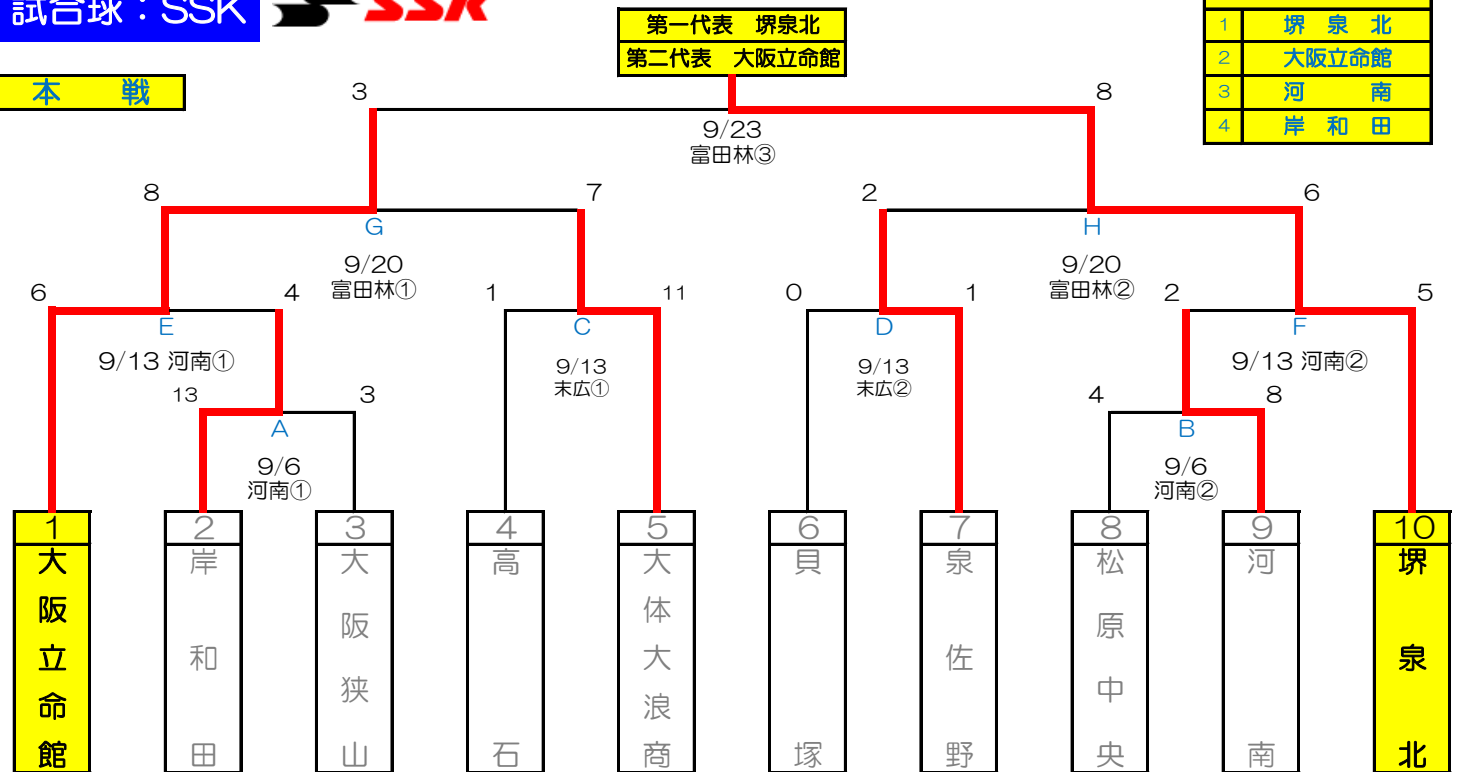 試合球：SSK
SSK
第一代表　堺泉北
第二代表　大阪立命館
1 堺泉北
2 大阪立命館
3 河南
4 岸和田
本戦
3
8
9/23
富田林③
8
7
2
6
G
H
9/20
富田林①
9/20
富田林②
6
4
1
11
0
1
2
5
E
C
D
F
9/13 河南①
9/13
末広①
9/13
末広②
9/13 河南②
13
3
4
8
A
B
9/6
河南①
9/6
河南②
1
大阪立命館
2
岸和田
3
大阪狭山
4
高石
5
大体大浪商
6
貝塚
7
泉佐野
8
松原中央
9
河南
10
堺泉北